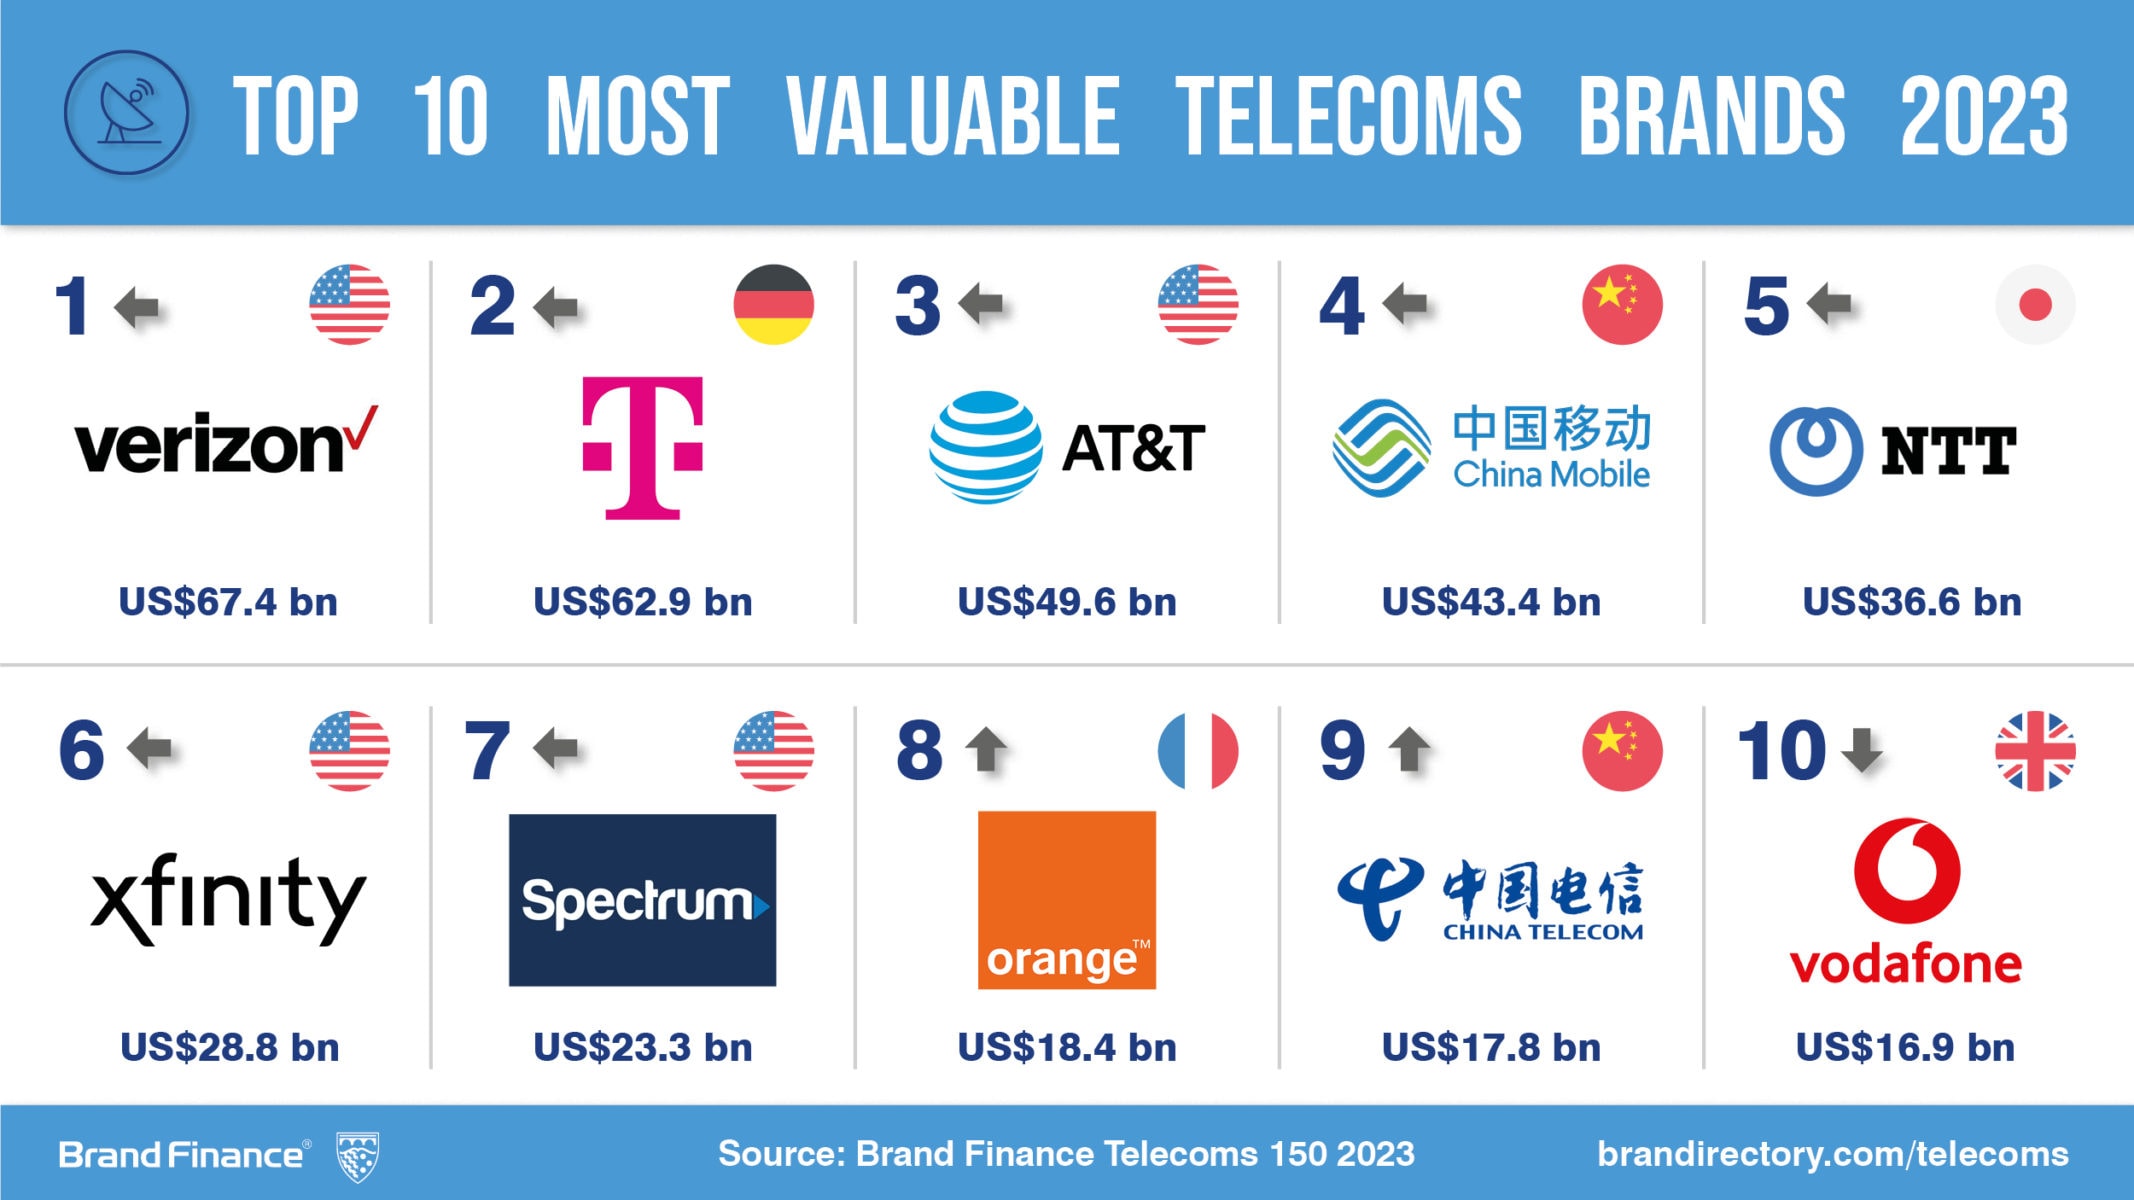 TOP 10 MOST VALUABLE TELECOMS BRANDS 2023
1
verizon
US$67.4 bn
2
T
US$62.9 bn
3
AT&T
US$49.6 bn
4
中国移动
China Mobile
US$43.4 bn
5
NTT
US$36.6 bn
6
xfinity
US$28.8 bn
7
Spectrum
US$23.3 bn
8
orange™
US$18.4 bn
9
中国电信
CHINA TELECOM
US$17.8 bn
10
vodafone
US$16.9 bn
Brand Finance®
Source: Brand Finance Telecoms 150 2023
brandirectory.com/telecoms